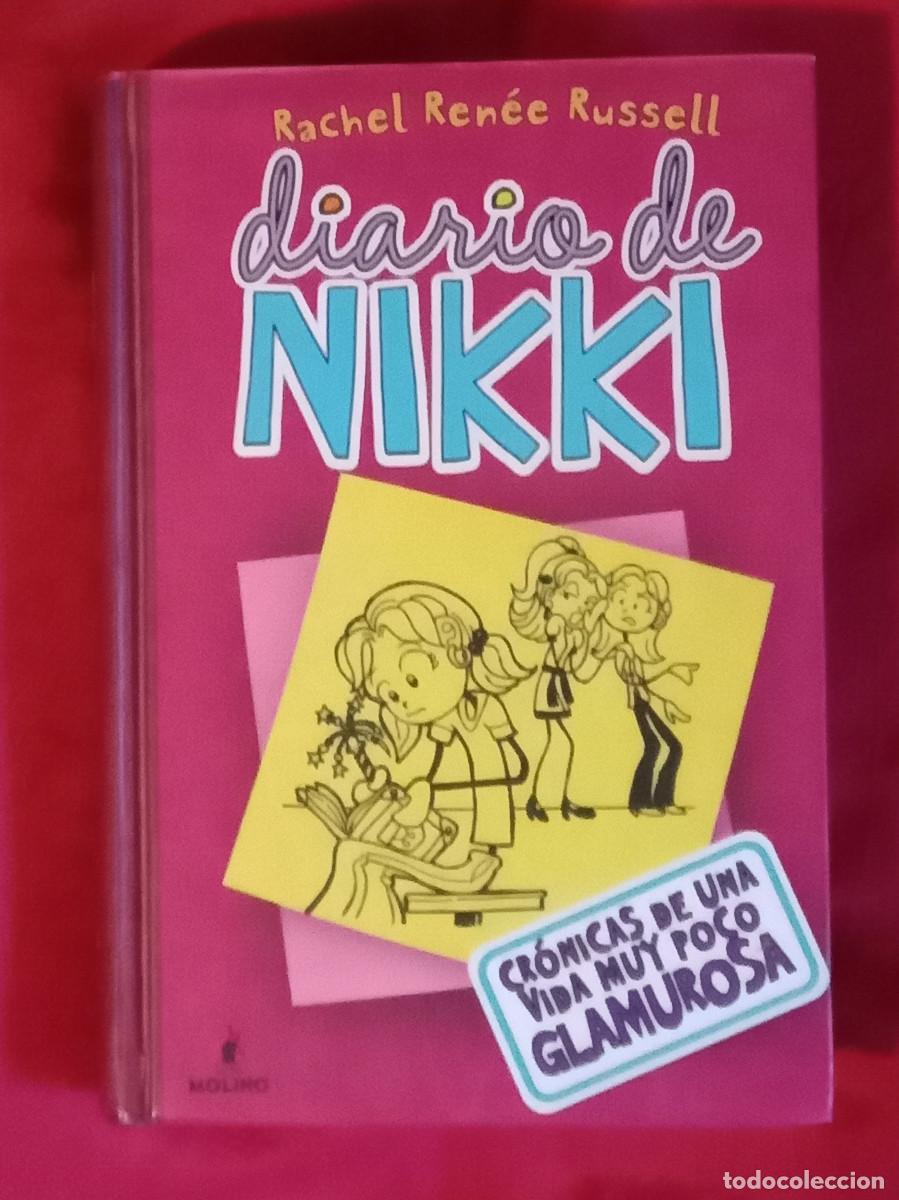 Rachel Renée Russell
diario de
NIKKI
CRÓNICAS DE UNA
VIDA MUY POCO
GLAMUROSA
MOLINO
todocoleccion